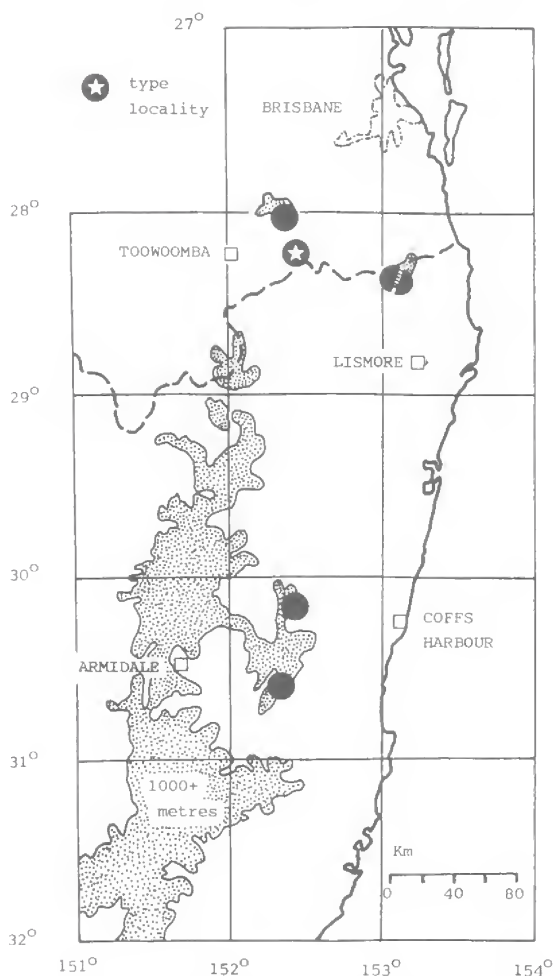 27°
type
locality
BRISBANE
28°
TOOWOOMBA
LISMORE
29°
30°
COFFS
HARBOUR
ARMIDALE
31°
1000+
metres
Km
0 40 80
32°
151° 152° 153° 154°